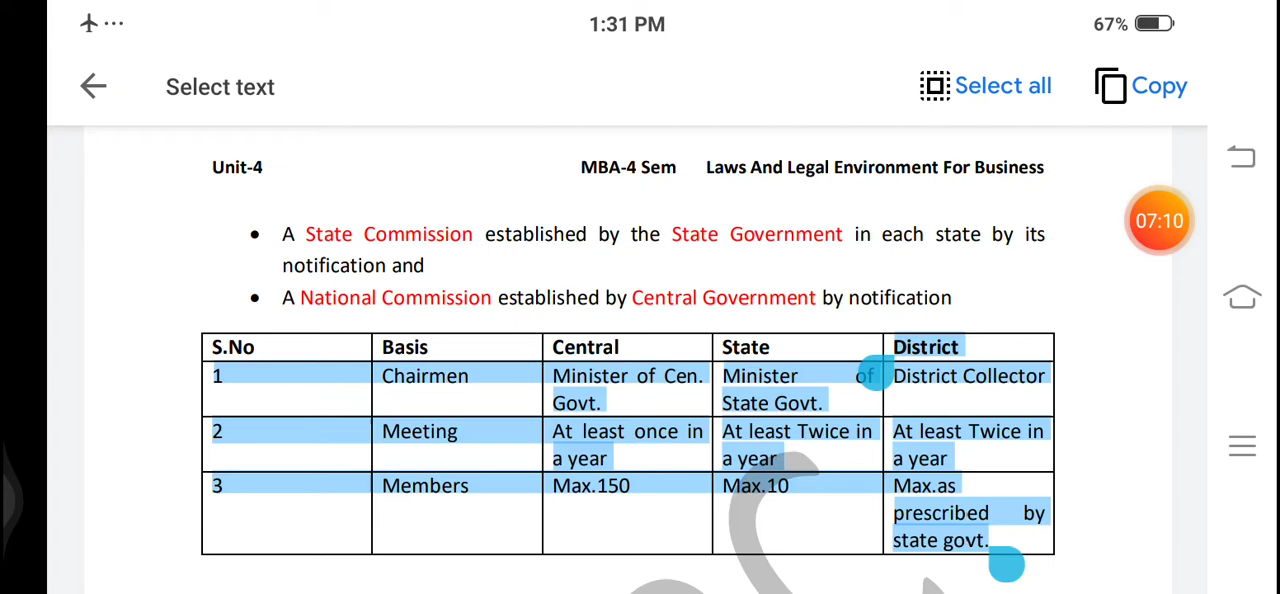 1:31 PM
67%
Select text
Select all
Copy
Unit-4 MBA-4 Sem Laws And Legal Environment For Business
07:10
• A State Commission established by the State Government in each state by its
notification and
• A National Commission established by Central Government by notification
S.No Basis Central State District
1 Chairmen Minister of Cen. Govt. Minister of State Govt. District Collector
2 Meeting At least once in a year At least Twice in a year At least Twice in a year
3 Members Max.150 Max.10 Max.as prescribed by state govt.